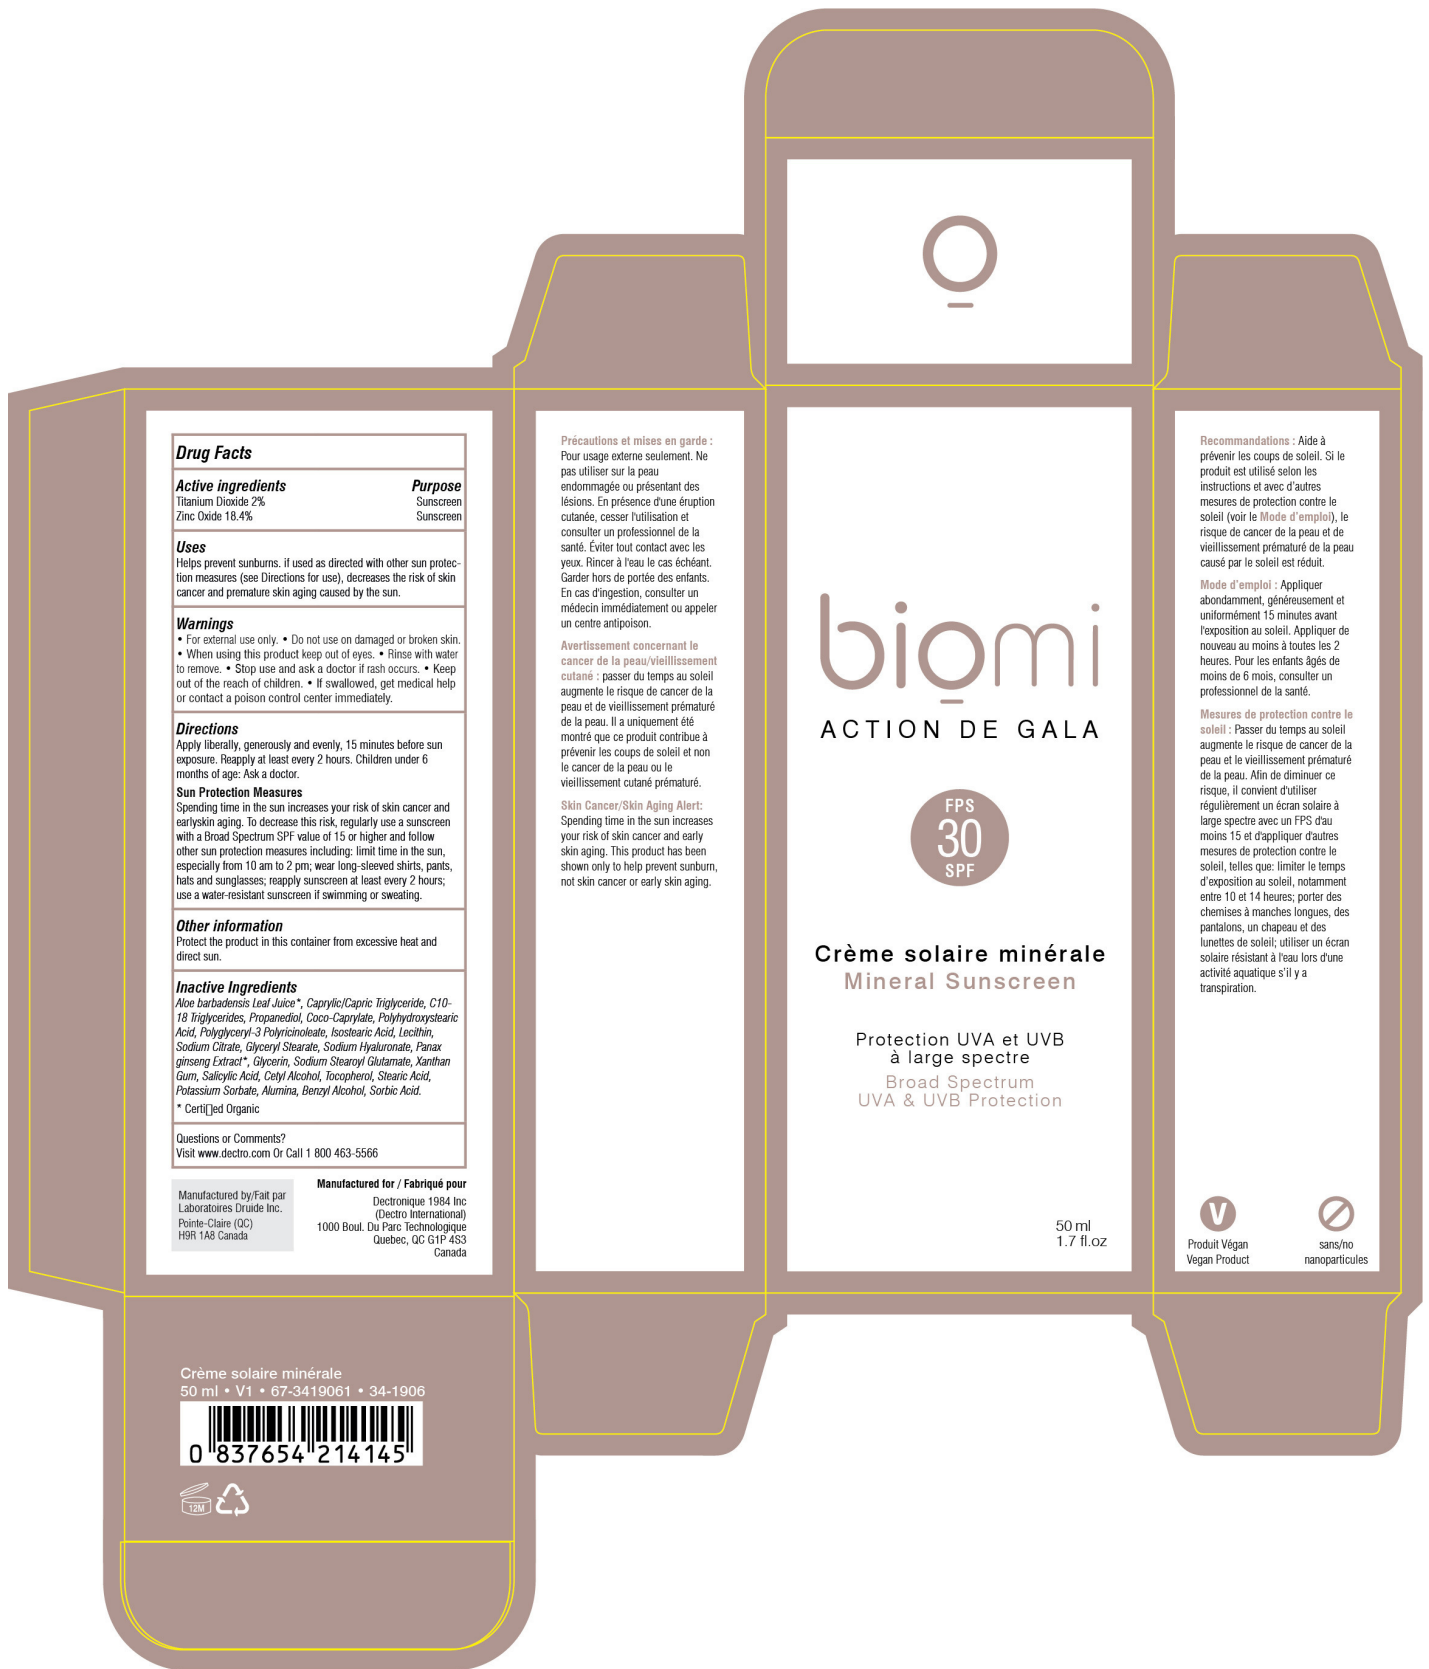 Drug Facts
Active ingredients Purpose
Titanium Dioxide 2% Sunscreen
Zinc Oxide 18.4% Sunscreen
Uses
Helps prevent sunburns. if used as directed with other sun protec-
tion measures (see Directions for use), decreases the risk of skin
cancer and premature skin aging caused by the sun.
Warnings
• For external use only. • Do not use on damaged or broken skin.
• When using this product keep out of eyes. • Rinse with water
to remove. • Stop use and ask a doctor if rash occurs. • Keep
out of the reach of children. • If swallowed, get medical help
or contact a poison control center immediately.
Directions
Apply liberally, generously and evenly, 15 minutes before sun
exposure. Reapply at least every 2 hours. Children under 6
months of age: Ask a doctor.
Sun Protection Measures
Spending time in the sun increases your risk of skin cancer and
earlyskin aging. To decrease this risk, regularly use a sunscreen
with a Broad Spectrum SPF value of 15 or higher and follow
other sun protection measures including: limit time in the sun,
especially from 10 am to 2 pm; wear long-sleeved shirts, pants,
hats and sunglasses; reapply sunscreen at least every 2 hours;
use a water-resistant sunscreen if swimming or sweating.
Other information
Protect the product in this container from excessive heat and
direct sun.
Inactive Ingredients
Aloe barbadensis Leaf Juice*, Caprylic/Capric Triglyceride, C10-
18 Triglycerides, Propanediol, Coco-Caprylate, Polyhydroxystearic
Acid, Polyglyceryl-3 Polyricinoleate, Isostearic Acid, Lecithin,
Sodium Citrate, Glyceryl Stearate, Sodium Hyaluronate, Panax
ginseng Extract*, Glycerin, Sodium Stearoyl Glutamate, Xanthan
Gum, Salicylic Acid, Cetyl Alcohol, Tocopherol, Stearic Acid,
Potassium Sorbate, Alumina, Benzyl Alcohol, Sorbic Acid.
* Certi▯ed Organic
Questions or Comments?
Visit www.dectro.com Or Call 1 800 463-5566
Manufactured by/Fait par
Laboratoires Druide Inc.
Pointe-Claire (QC)
H9R 1A8 Canada
Manufactured for / Fabriqué pour
Dectronique 1984 Inc
(Dectro International)
1000 Boul. Du Parc Technologique
Quebec, QC G1P 4S3
Canada
Crème solaire minérale
50 ml • V1 • 67-3419061 • 34-1906
0 837654 214145
12M
Précautions et mises en garde :
Pour usage externe seulement. Ne
pas utiliser sur la peau
endommagée ou présentant des
lésions. En présence d'une éruption
cutanée, cesser l'utilisation et
consulter un professionnel de la
santé. Éviter tout contact avec les
yeux. Rincer à l'eau le cas échéant.
Garder hors de portée des enfants.
En cas d'ingestion, consulter un
médecin immédiatement ou appeler
un centre antipoison.
Avertissement concernant le
cancer de la peau/vieillissement
cutané : passer du temps au soleil
augmente le risque de cancer de la
peau et de vieillissement prématuré
de la peau. Il a uniquement été
montré que ce produit contribue à
prévenir les coups de soleil et non
le cancer de la peau ou le
vieillissement cutané prématuré.
Skin Cancer/Skin Aging Alert:
Spending time in the sun increases
your risk of skin cancer and early
skin aging. This product has been
shown only to help prevent sunburn,
not skin cancer or early skin aging.
biomi
ACTION DE GALA
FPS
30
SPF
Crème solaire minérale
Mineral Sunscreen
Protection UVA et UVB
à large spectre
Broad Spectrum
UVA & UVB Protection
50 ml
1.7 fl.oz
Recommandations : Aide à
prévenir les coups de soleil. Si le
produit est utilisé selon les
instructions et avec d'autres
mesures de protection contre le
soleil (voir le Mode d'emploi), le
risque de cancer de la peau et de
vieillissement prématuré de la peau
causé par le soleil est réduit.
Mode d'emploi : Appliquer
abondamment, généreusement et
uniformément 15 minutes avant
l'exposition au soleil. Appliquer de
nouveau au moins à toutes les 2
heures. Pour les enfants âgés de
moins de 6 mois, consulter un
professionnel de la santé.
Mesures de protection contre le
soleil : Passer du temps au soleil
augmente le risque de cancer de la
peau et le vieillissement prématuré
de la peau. Afin de diminuer ce
risque, il convient d'utiliser
régulièrement un écran solaire à
large spectre avec un FPS d'au
moins 15 et d'appliquer d'autres
mesures de protection contre le
soleil, telles que: limiter le temps
d'exposition au soleil, notamment
entre 10 et 14 heures; porter des
chemises à manches longues, des
pantalons, un chapeau et des
lunettes de soleil; utiliser un écran
solaire résistant à l'eau lors d'une
activité aquatique s'il y a
transpiration.
V
Produit Végan
Vegan Product
sans/no
nanoparticules